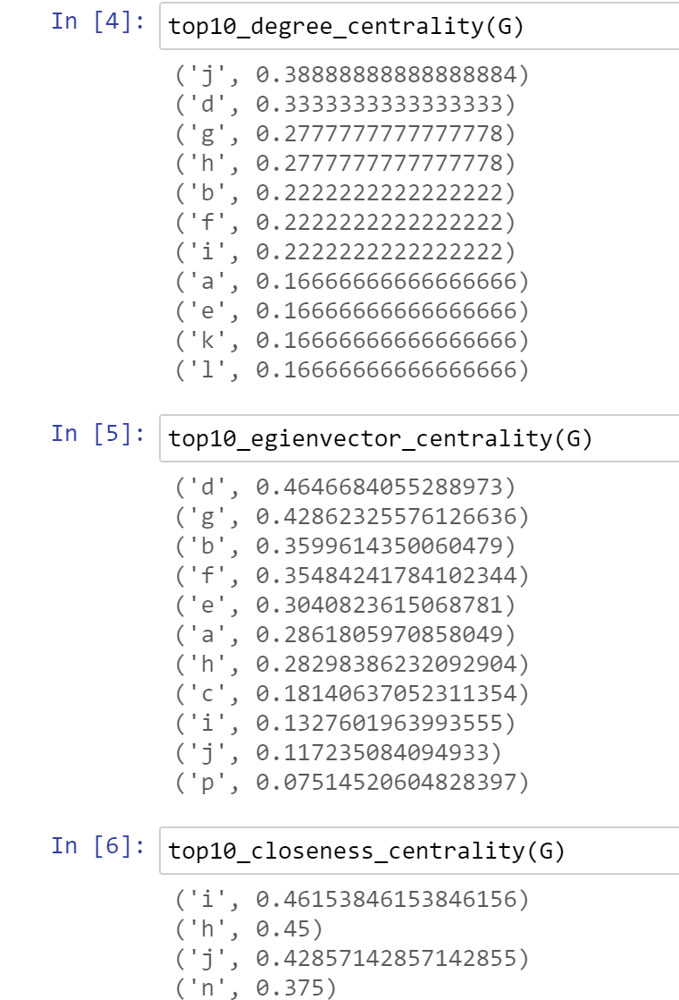 In [4]: top10_degree_centrality(G)
('j', 0.38888888888888884)
('d', 0.3333333333333333)
('g', 0.2777777777777778)
('h', 0.2777777777777778)
('b', 0.2222222222222222)
('f', 0.2222222222222222)
('i', 0.2222222222222222)
('a', 0.16666666666666666)
('e', 0.16666666666666666)
('k', 0.16666666666666666)
('l', 0.16666666666666666)
In [5]: top10_egienvector_centrality(G)
('d', 0.4646684055288973)
('g', 0.42862325576126636)
('b', 0.3599614350060479)
('f', 0.35484241784102344)
('e', 0.3040823615068781)
('a', 0.2861805970858049)
('h', 0.28298386232092904)
('c', 0.18140637052311354)
('i', 0.1327601963993555)
('j', 0.117235084094933)
('p', 0.07514520604828397)
In [6]: top10_closeness_centrality(G)
('i', 0.46153846153846156)
('h', 0.45)
('j', 0.42857142857142855)
('n', 0.375)